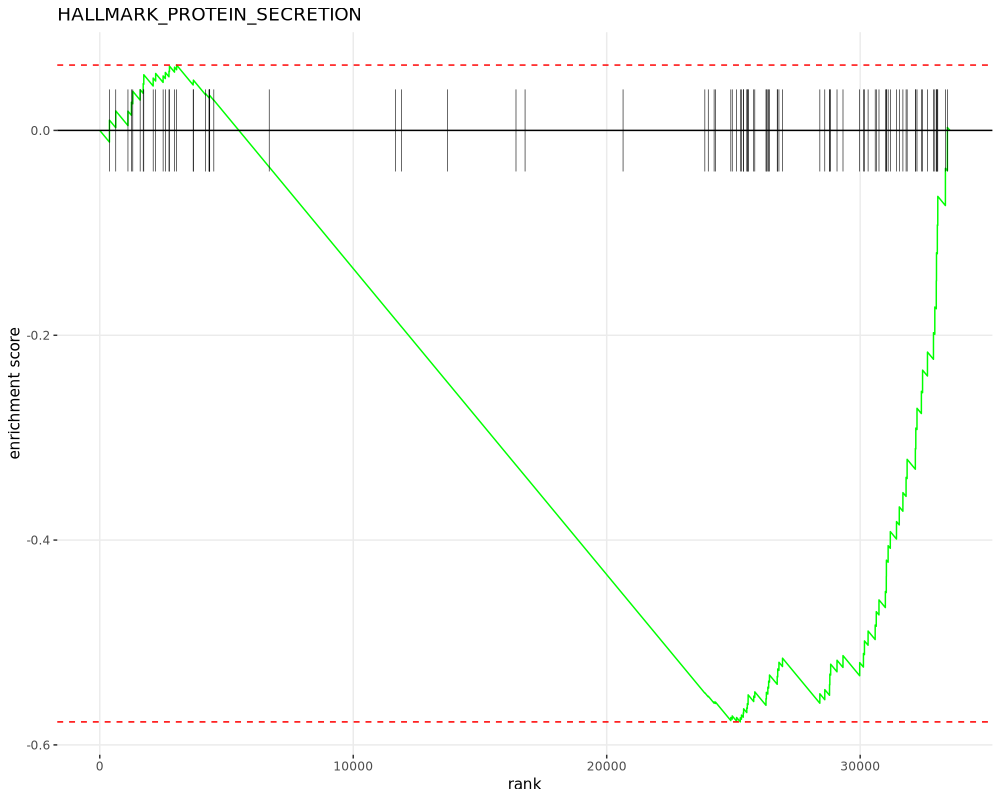 HALLMARK_PROTEIN_SECRETION
enrichment score
0.0
-0.2
-0.4
-0.6
0
10000
20000
30000
rank